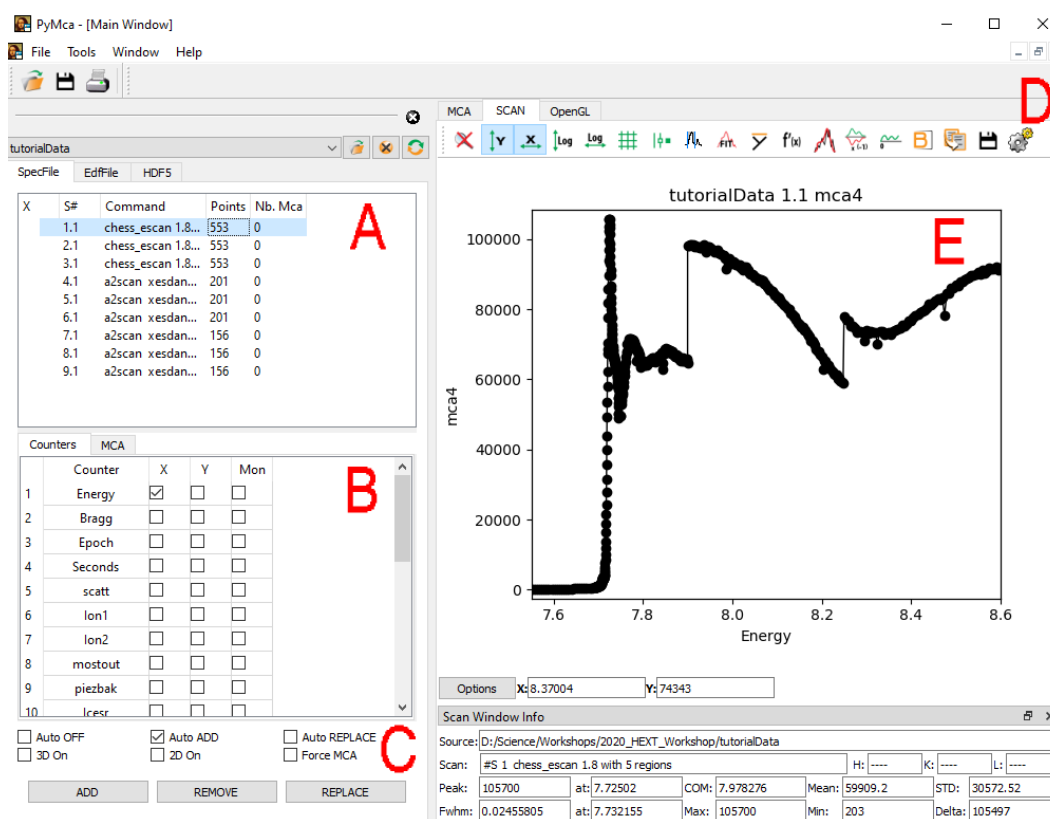 PyMca - [Main Window]
File Tools Window Help
D
MCA SCAN OpenGL
Y X Log Log FIT Y f'(x) x (-1) 0 B
tutorialData
SpecFile EdfFile HDF5
X S# Command Points Nb. Mca
1.1 chess_escan 1.8... 553 0
2.1 chess_escan 1.8... 553 0
3.1 chess_escan 1.8... 553 0
4.1 a2scan xesdan... 201 0
5.1 a2scan xesdan... 201 0
6.1 a2scan xesdan... 201 0
7.1 a2scan xesdan... 156 0
8.1 a2scan xesdan... 156 0
9.1 a2scan xesdan... 156 0
A
Counters MCA
Counter X Y Mon
1 Energy
2 Bragg
3 Epoch
4 Seconds
5 scatt
6 Ion1
7 Ion2
8 mostout
9 piezbak
10 Icesr
B
Auto OFF Auto ADD Auto REPLACE
3D On 2D On Force MCA
C
ADD REMOVE REPLACE
tutorialData 1.1 mca4
E
100000
80000
60000
40000
20000
0
mca4
7.6 7.8 8.0 8.2 8.4 8.6
Energy
Options X: 8.37004 Y: 74343
Scan Window Info
Source: D:/Science/Workshops/2020_HEXT_Workshop/tutorialData
Scan: #S 1 chess_escan 1.8 with 5 regions H: ---- K: ---- L: ----
Peak: 105700 at: 7.72502 COM: 7.978276 Mean: 59909.2 STD: 30572.52
Fwhm: 0.02455805 at: 7.732155 Max: 105700 Min: 203 Delta: 105497